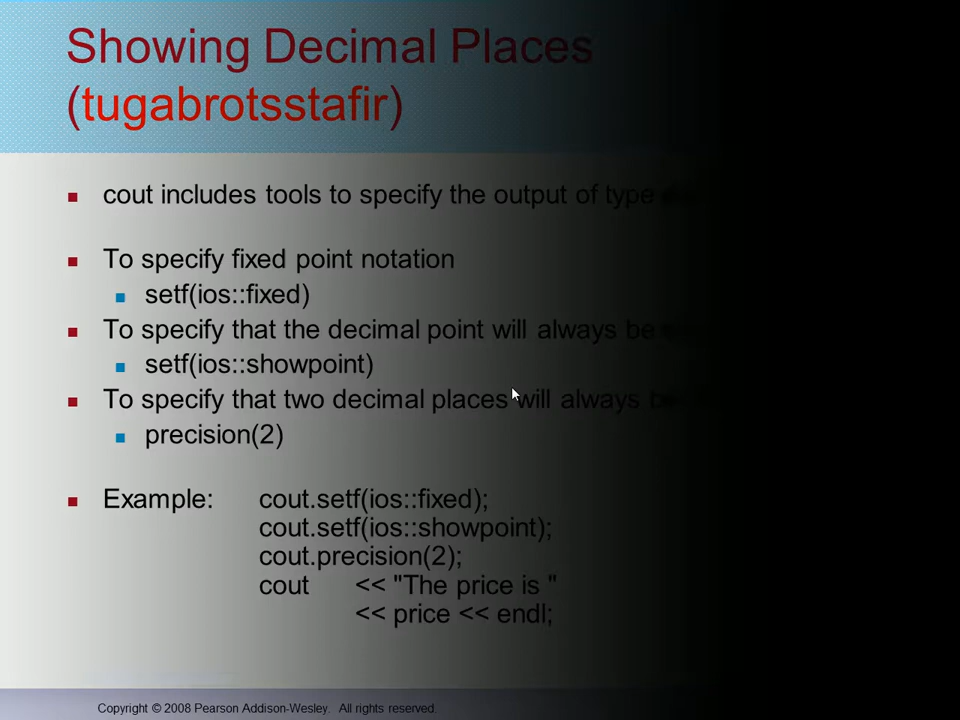 Showing Decimal Places
(tugabrotsstafir)
cout includes tools to specify the output of type
To specify fixed point notation
setf(ios::fixed)
To specify that the decimal point will always be
setf(ios::showpoint)
To specify that two decimal places will always be
precision(2)
Example: cout.setf(ios::fixed);
cout.setf(ios::showpoint);
cout.precision(2);
cout << "The price is "
<< price << endl;
Copyright © 2008 Pearson Addison-Wesley. All rights reserved.